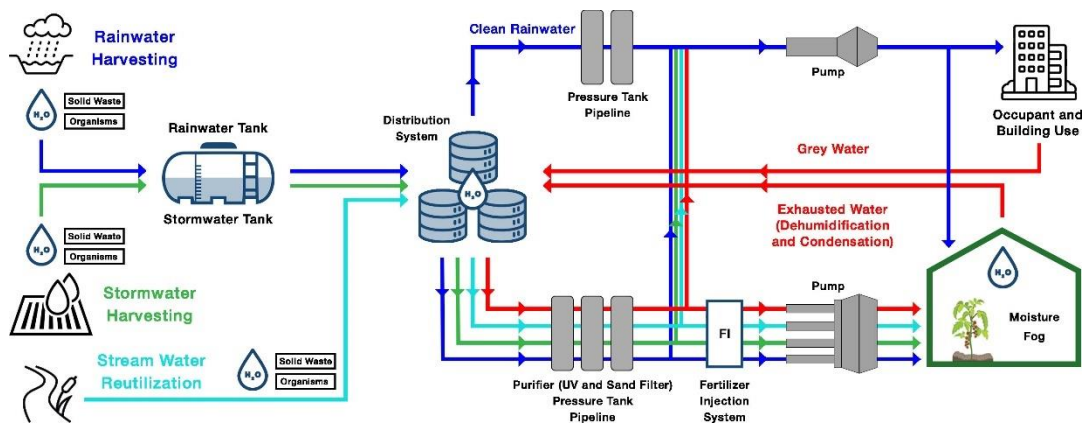 Rainwater
Harvesting
H₂O
Solid Waste
Organisms
Rainwater Tank
Stormwater Tank
H₂O
Solid Waste
Organisms
Stormwater
Harvesting
Stream Water
Reutilization
H₂O
Solid Waste
Organisms
Distribution
System
H₂O
Clean Rainwater
Pressure Tank
Pipeline
Pump
Occupant and
Building Use
Grey Water
Exhausted Water
(Dehumidification
and Condensation)
Purifier (UV and Sand Filter)
Pressure Tank
Pipeline
FI
Fertilizer
Injection
System
Pump
H₂O
Moisture
Fog